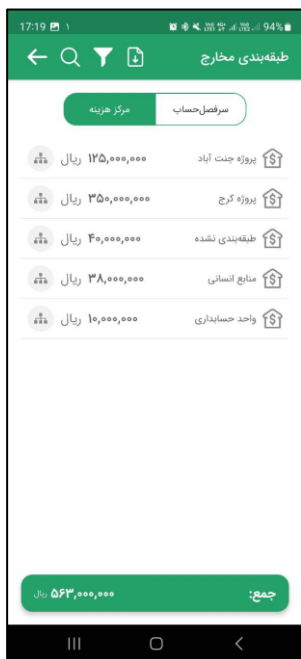 17:19 ۱ 94%
طبقه‌بندی مخارج
سرفصل‌حساب مرکز هزینه
پروژه جنت آباد ۱۲۵,۰۰۰,۰۰۰ ریال
پروژه کرج ۳۵۰,۰۰۰,۰۰۰ ریال
طبقه‌بندی نشده ۴۰,۰۰۰,۰۰۰ ریال
منابع انسانی ۳۸,۰۰۰,۰۰۰ ریال
واحد حسابداری ۱۰,۰۰۰,۰۰۰ ریال
جمع: ۵۶۳,۰۰۰,۰۰۰ ریال